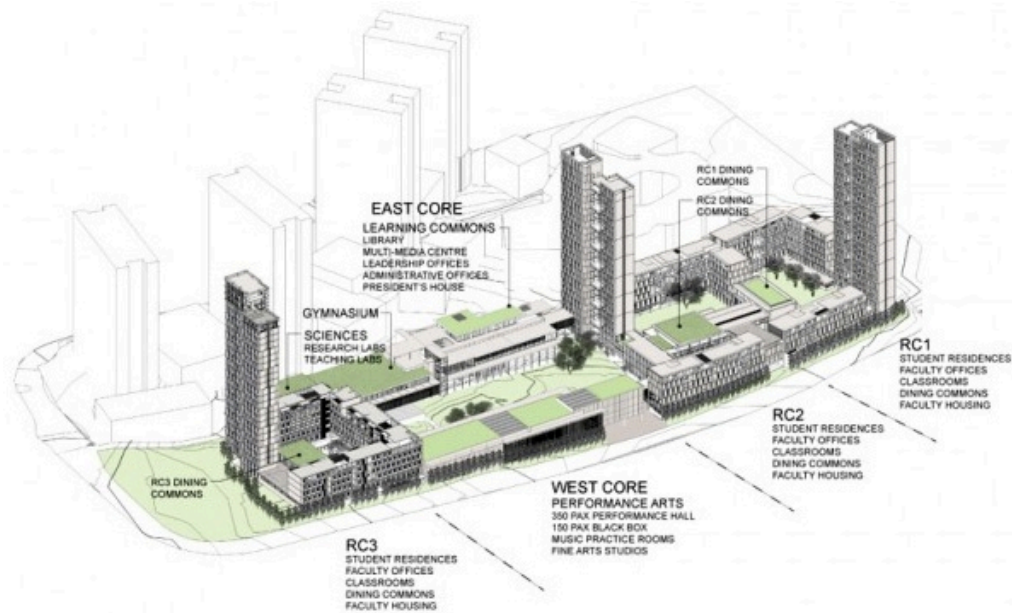 RC1 DINING
COMMONS
RC2 DINING
COMMONS
EAST CORE
LEARNING COMMONS
LIBRARY
MULTI-MEDIA CENTRE
LEADERSHIP OFFICES
ADMINISTRATIVE OFFICES
PRESIDENT'S HOUSE
GYMNASIUM
SCIENCES
RESEARCH LABS
TEACHING LABS
RC1
STUDENT RESIDENCES
FACULTY OFFICES
CLASSROOMS
DINING COMMONS
FACULTY HOUSING
RC2
STUDENT RESIDENCES
FACULTY OFFICES
CLASSROOMS
DINING COMMONS
FACULTY HOUSING
RC3 DINING
COMMONS
WEST CORE
PERFORMANCE ARTS
350 PAX PERFORMANCE HALL
150 PAX BLACK BOX
MUSIC PRACTICE ROOMS
FINE ARTS STUDIOS
RC3
STUDENT RESIDENCES
FACULTY OFFICES
CLASSROOMS
DINING COMMONS
FACULTY HOUSING